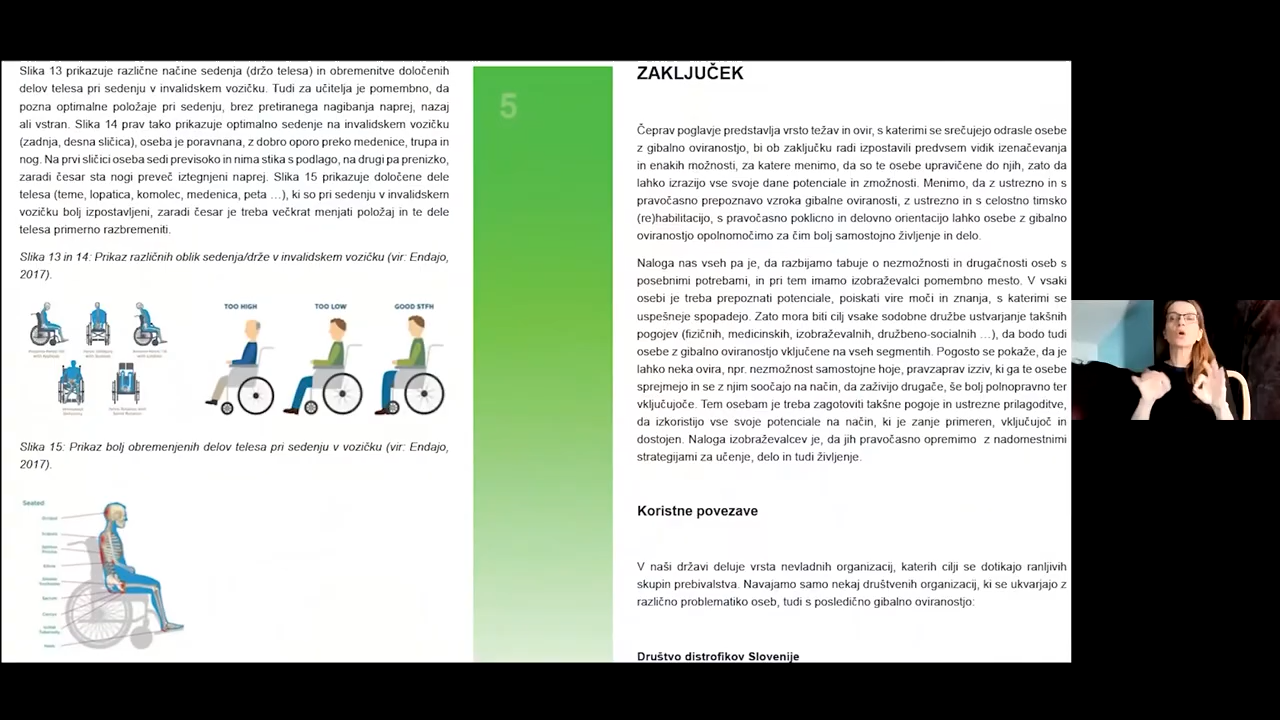 Slika 13 prikazuje različne načine sedenja (držo telesa) in obremenitve določenih
delov telesa pri sedenju v invalidskem vozičku. Tudi za učitelja je pomembno, da
pozna optimalne položaje pri sedenju, brez pretiranega nagibanja naprej, nazaj
ali vstran. Slika 14 prav tako prikazuje optimalno sedenje na invalidskem vozičku
(zadnja, desna sličica), oseba je poravnana, z dobro oporo preko medenice, trupa in
nog. Na prvi sličici oseba sedi previsoko in nima stika s podlago, na drugi pa prenizko,
zaradi česar sta nogi preveč iztegnjeni naprej. Slika 15 prikazuje določene dele
telesa (teme, lopatica, komolec, medenica, peta …), ki so pri sedenju v invalidskem
vozičku bolj izpostavljeni, zaradi česar je treba večkrat menjati položaj in te dele
telesa primerno razbremeniti.
Slika 13 in 14: Prikaz različnih oblik sedenja/drže v invalidskem vozičku (vir: Endajo,
2017).
TOO HIGH
TOO LOW
GOOD STFH
Slika 15: Prikaz bolj obremenjenih delov telesa pri sedenju v vozičku (vir: Endajo,
2017).
Seated
5
ZAKLJUČEK
Čeprav poglavje predstavlja vrsto težav in ovir, s katerimi se srečujejo odrasle osebe
z gibalno oviranostjo, bi ob zaključku radi izpostavili predvsem vidik izenačevanja
in enakih možnosti, za katere menimo, da so te osebe upravičene do njih, zato da
lahko izrazijo vse svoje dane potenciale in zmožnosti. Menimo, da z ustrezno in s
pravočasno prepoznavo vzroka gibalne oviranosti, z ustrezno in s celostno timsko
(re)habilitacijo, s pravočasno poklicno in delovno orientacijo lahko osebe z gibalno
oviranostjo opolnomočimo za čim bolj samostojno življenje in delo.
Naloga nas vseh pa je, da razbijamo tabuje o nezmožnosti in drugačnosti oseb s
posebnimi potrebami, in pri tem imamo izobraževalci pomembno mesto. V vsaki
osebi je treba prepoznati potenciale, poiskati vire moči in znanja, s katerimi se
uspešneje spopadejo. Zato mora biti cilj vsake sodobne družbe ustvarjanje takšnih
pogojev (fizičnih, medicinskih, izobraževalnih, družbeno-socialnih …), da bodo tudi
osebe z gibalno oviranostjo vključene na vseh segmentih. Pogosto se pokaže, da je
lahko neka ovira, npr. nezmožnost samostojne hoje, pravzaprav izziv, ki ga te osebe
sprejmejo in se z njim soočajo na način, da zaživijo drugače, še bolj polnopravno ter
vključujoče. Tem osebam je treba zagotoviti takšne pogoje in ustrezne prilagoditve,
da izkoristijo vse svoje potenciale na način, ki je zanje primeren, vključujoč in
dostojen. Naloga izobraževalcev je, da jih pravočasno opremimo z nadomestnimi
strategijami za učenje, delo in tudi življenje.
Koristne povezave
V naši državi deluje vrsta nevladnih organizacij, katerih cilji se dotikajo ranljivih
skupin prebivalstva. Navajamo samo nekaj društvenih organizacij, ki se ukvarjajo z
različno problematiko oseb, tudi s posledično gibalno oviranostjo:
Društvo distrofikov Slovenije